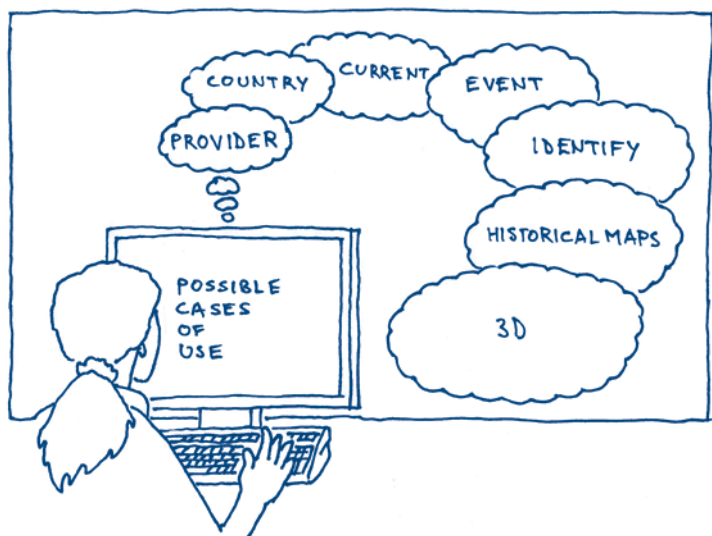 PROVIDER
COUNTRY
CURRENT
EVENT
IDENTIFY
HISTORICAL MAPS
3D
POSSIBLE
CASES
OF
USE